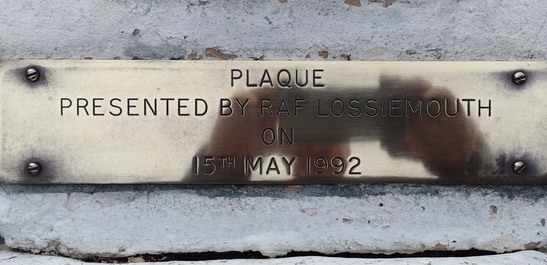 PLAQUE
PRESENTED BY RAF LOSSIEMOUTH
ON
15TH MAY 1992